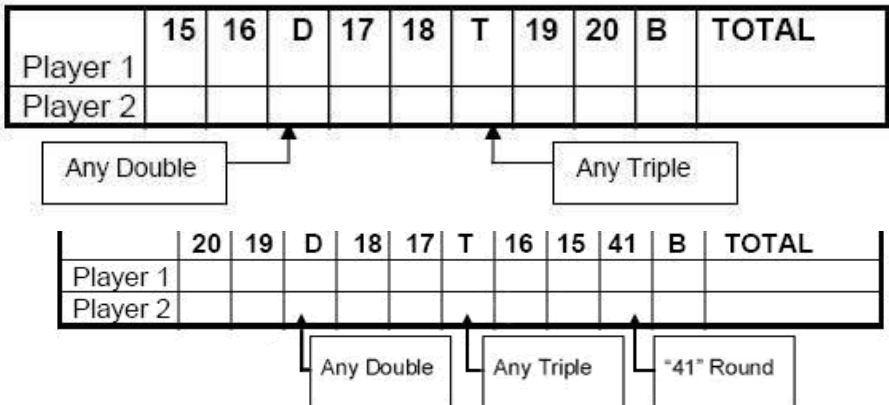 15 16 D 17 18 T 19 20 B TOTAL
Player 1
Player 2
Any Double Any Triple
20 19 D 18 17 T 16 15 41 B TOTAL
Player 1
Player 2
Any Double Any Triple "41" Round